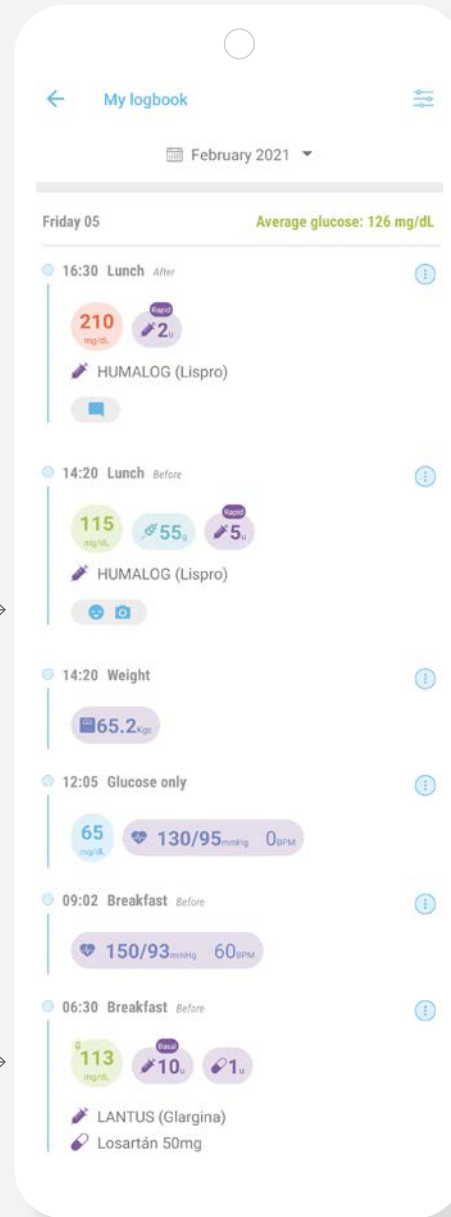 My logbook
February 2021
Friday 05 Average glucose: 126 mg/dL
16:30 Lunch After
Rapid
210 2u
mg/dL
HUMALOG (Lispro)
14:20 Lunch Before
Rapid
115 55g 5u
mg/dL
HUMALOG (Lispro)
14:20 Weight
65.2Kgs
12:05 Glucose only
65 130/95mmHg 0BPM
mg/dL
09:02 Breakfast Before
150/93mmHg 60BPM
06:30 Breakfast Before
Basal
113 10u 1u
mg/dL
LANTUS (Glargina)
Losartán 50mg